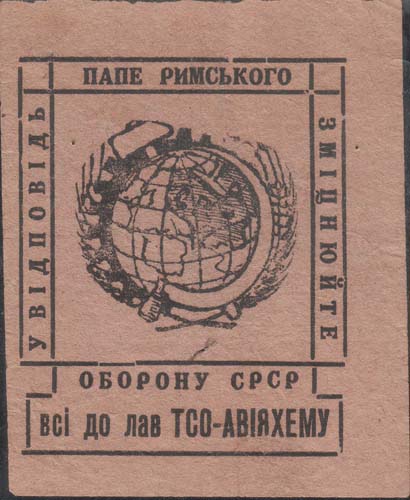 У ВІДПОВІДЬ
ПАПЕ РИМСЬКОГО
ЗМІЦНЮЙТЕ
ОБОРОНУ СРСР
всі до лав ТСО-АВІЯХЕМУ